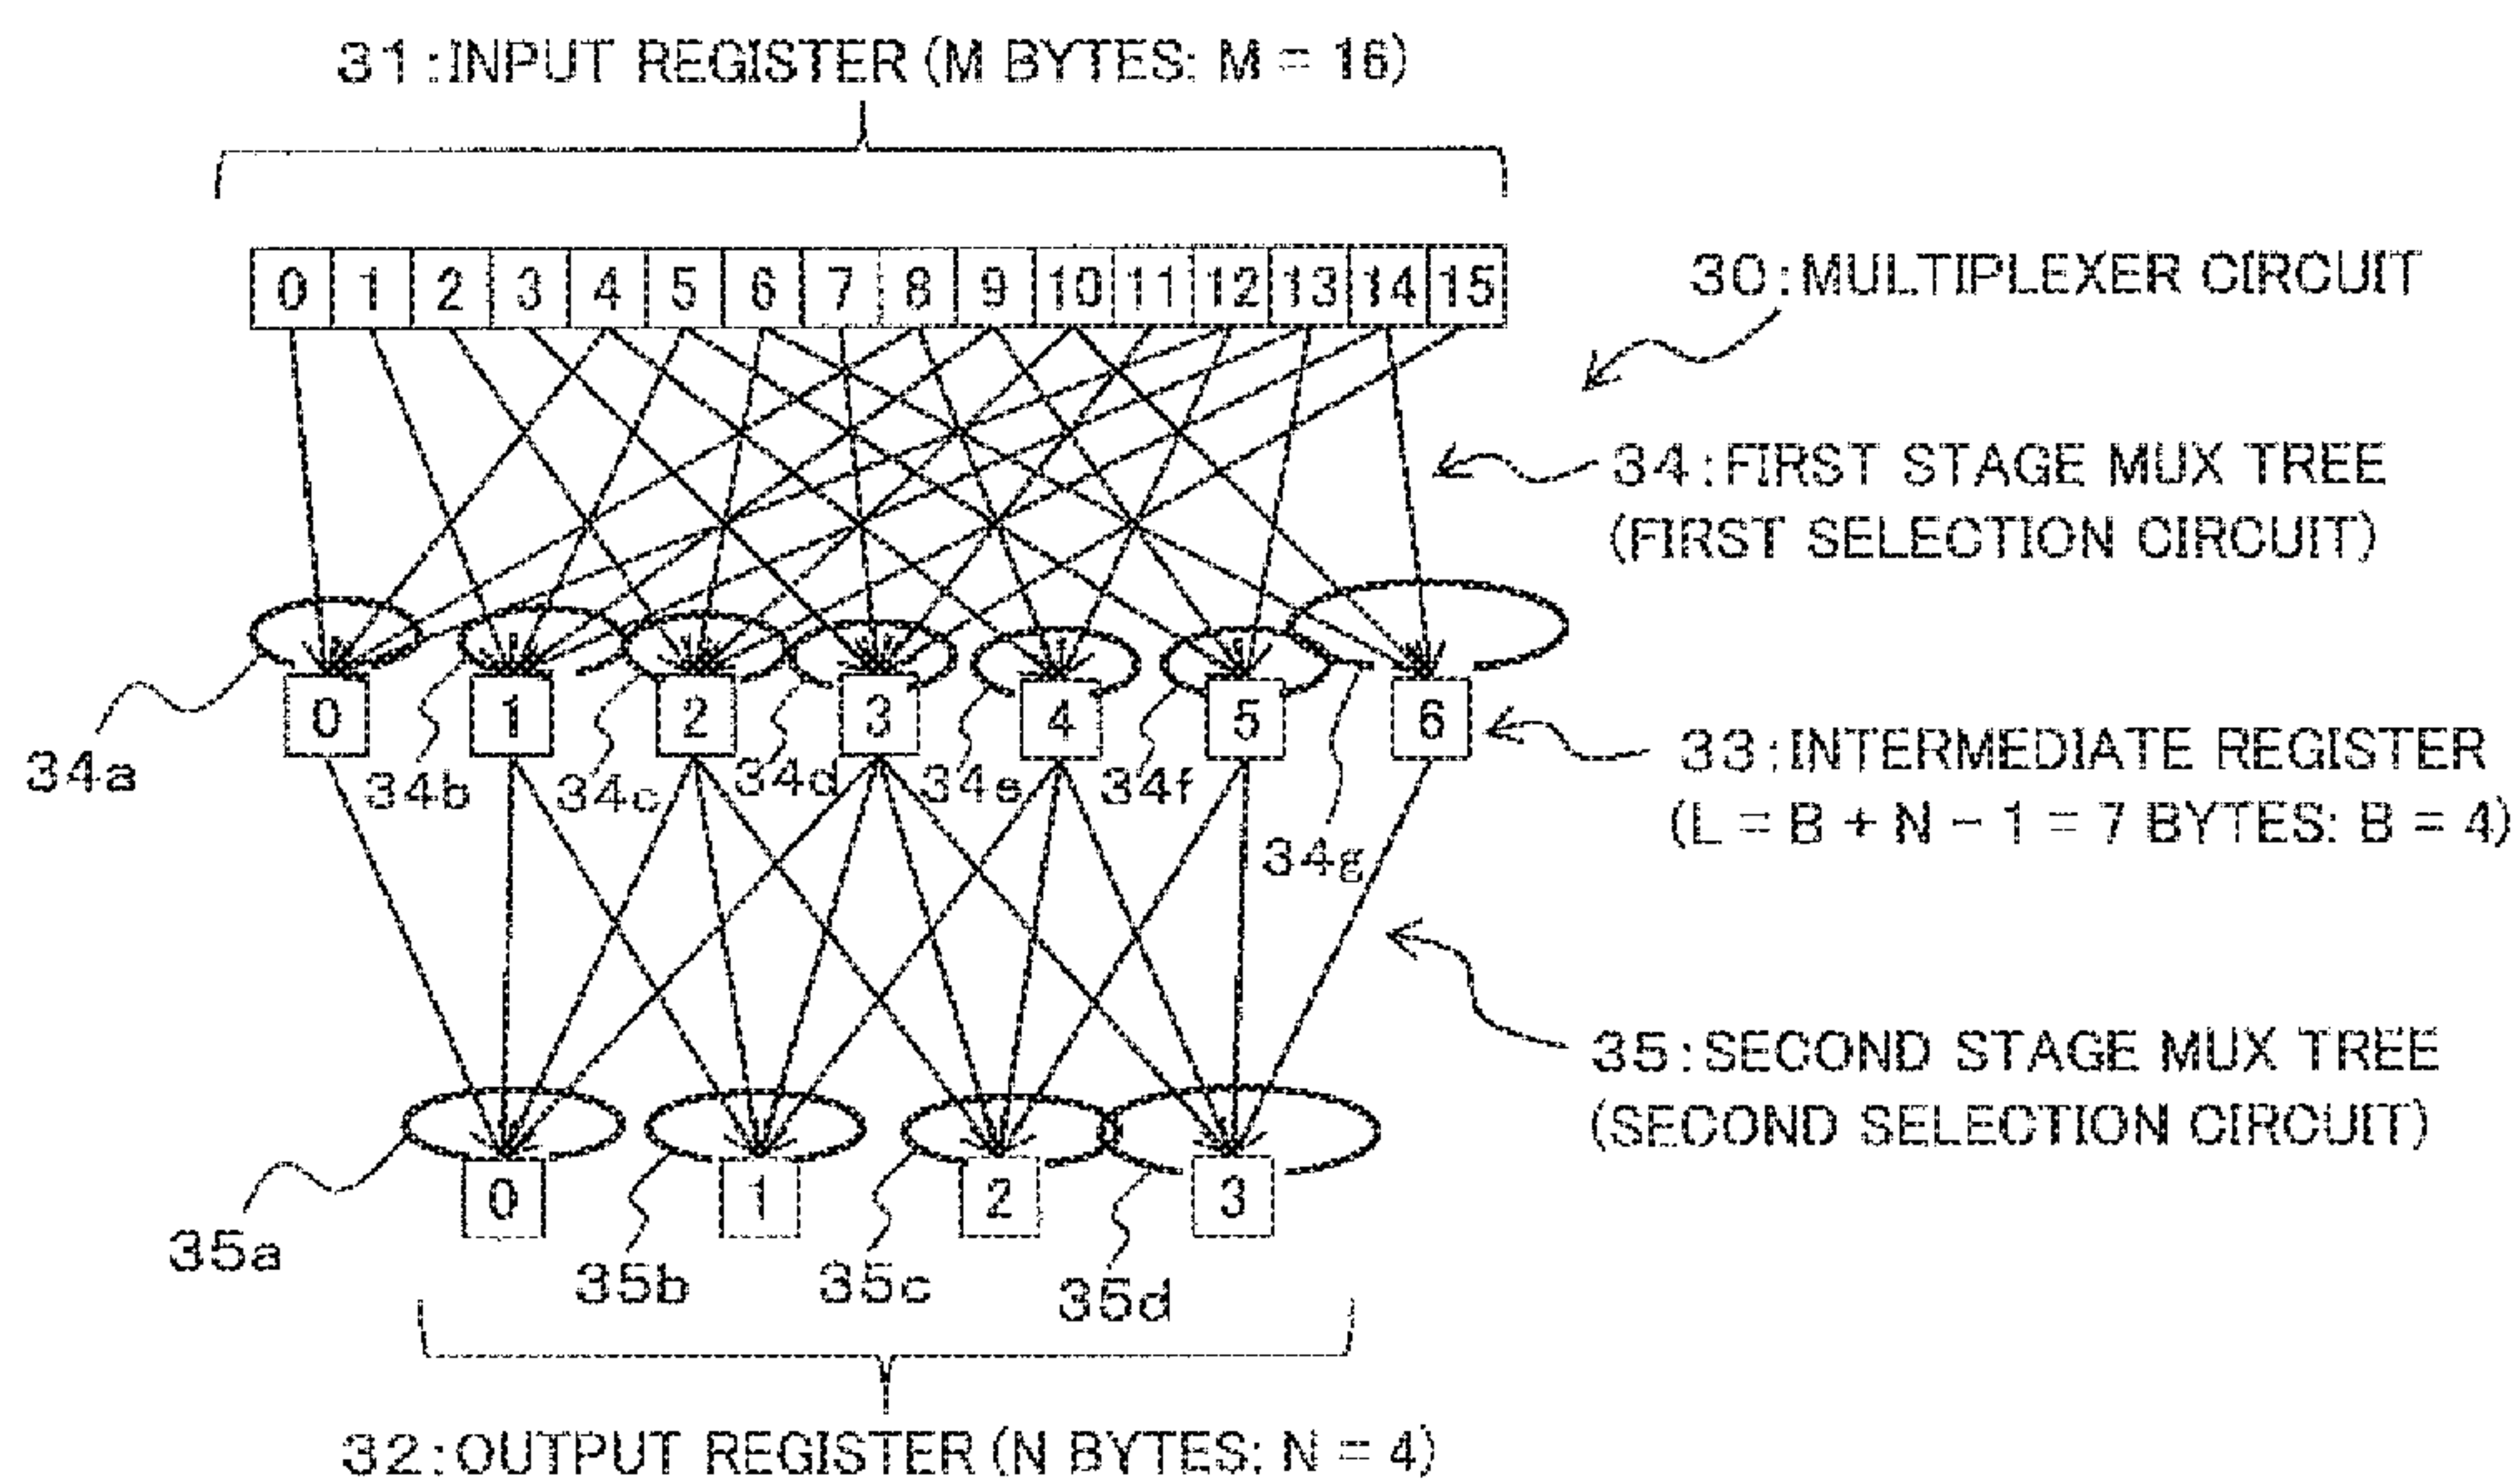 31:INPUT REGISTER (M BYTES: M = 16)
0 1 2 3 4 5 6 7 8 9 10 11 12 13 14 15
30:MULTIPLEXER CIRCUIT
34:FIRST STAGE MUX TREE
(FIRST SELECTION CIRCUIT)
0 1 2 3 4 5 6
34a 34b 34c 34d 34e 34f 34g
33:INTERMEDIATE REGISTER
(L = B + N - 1 = 7 BYTES: B = 4)
35:SECOND STAGE MUX TREE
(SECOND SELECTION CIRCUIT)
0 1 2 3
35a 35b 35c 35d
32:OUTPUT REGISTER (N BYTES: N = 4)